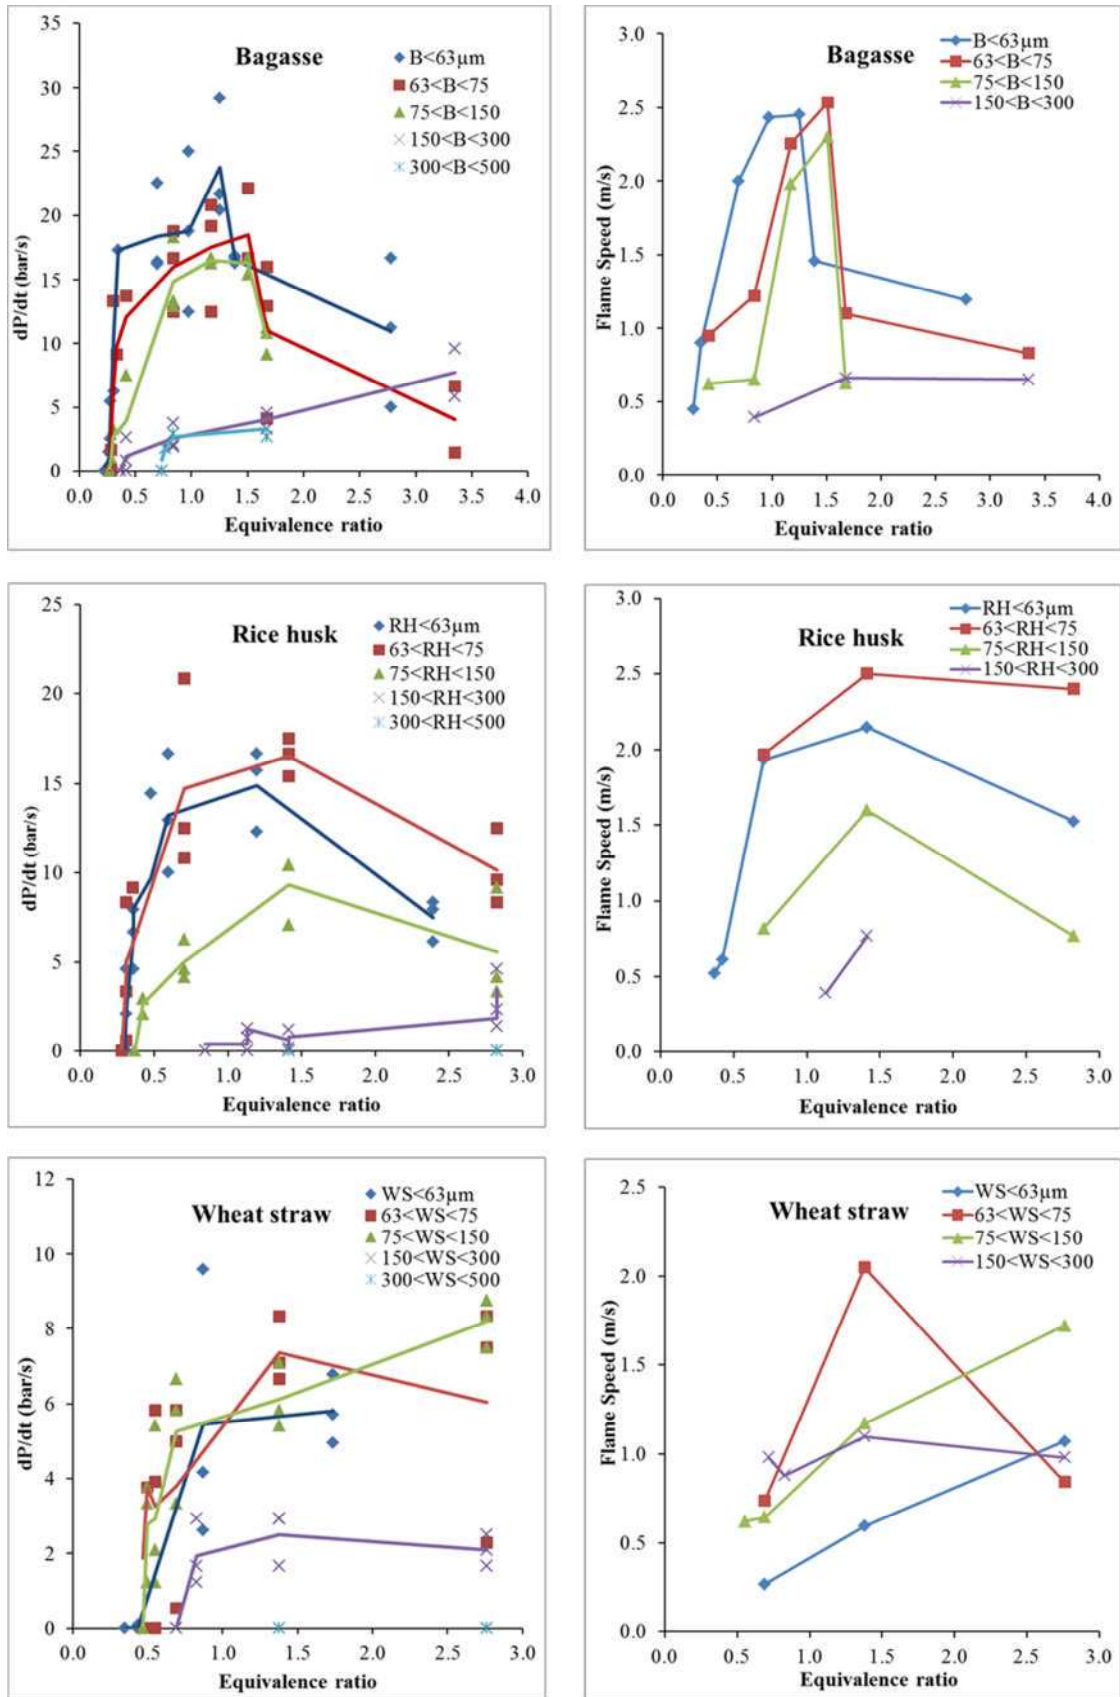 Bagasse
dP/dt (bar/s)
35
30
25
20
15
10
5
0
0.0 0.5 1.0 1.5 2.0 2.5 3.0 3.5 4.0
Equivalence ratio
B<63µm
63<B<75
75<B<150
150<B<300
300<B<500
Bagasse
Flame Speed (m/s)
3.0
2.5
2.0
1.5
1.0
0.5
0.0
0.0 0.5 1.0 1.5 2.0 2.5 3.0 3.5 4.0
Equivalence ratio
B<63µm
63<B<75
75<B<150
150<B<300
Rice husk
dP/dt (bar/s)
25
20
15
10
5
0
0.0 0.5 1.0 1.5 2.0 2.5 3.0
Equivalence ratio
RH<63µm
63<RH<75
75<RH<150
150<RH<300
300<RH<500
Rice husk
Flame Speed (m/s)
3.0
2.5
2.0
1.5
1.0
0.5
0.0
0.0 0.5 1.0 1.5 2.0 2.5 3.0
Equivalence ratio
RH<63µm
63<RH<75
75<RH<150
150<RH<300
Wheat straw
dP/dt (bar/s)
12
10
8
6
4
2
0
0.0 0.5 1.0 1.5 2.0 2.5 3.0
Equivalence ratio
WS<63µm
63<WS<75
75<WS<150
150<WS<300
300<WS<500
Wheat straw
Flame Speed (m/s)
2.5
2.0
1.5
1.0
0.5
0.0
0.0 0.5 1.0 1.5 2.0 2.5 3.0
Equivalence ratio
WS<63µm
63<WS<75
75<WS<150
150<WS<300